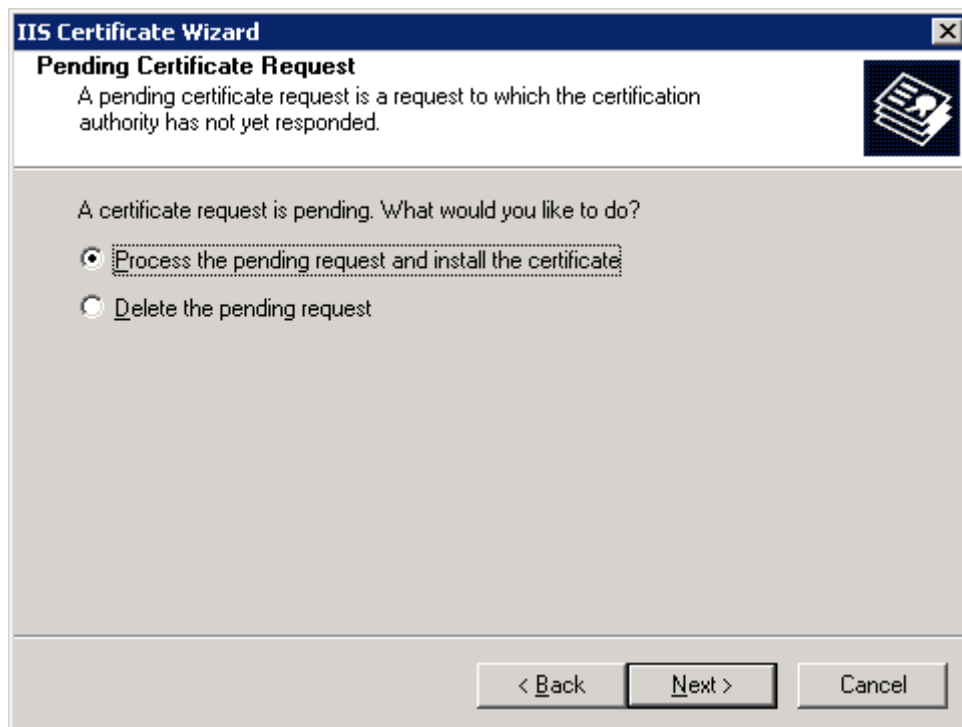 IIS Certificate Wizard
Pending Certificate Request
A pending certificate request is a request to which the certification
authority has not yet responded.
A certificate request is pending. What would you like to do?
Process the pending request and install the certificate
Delete the pending request
< Back
Next >
Cancel